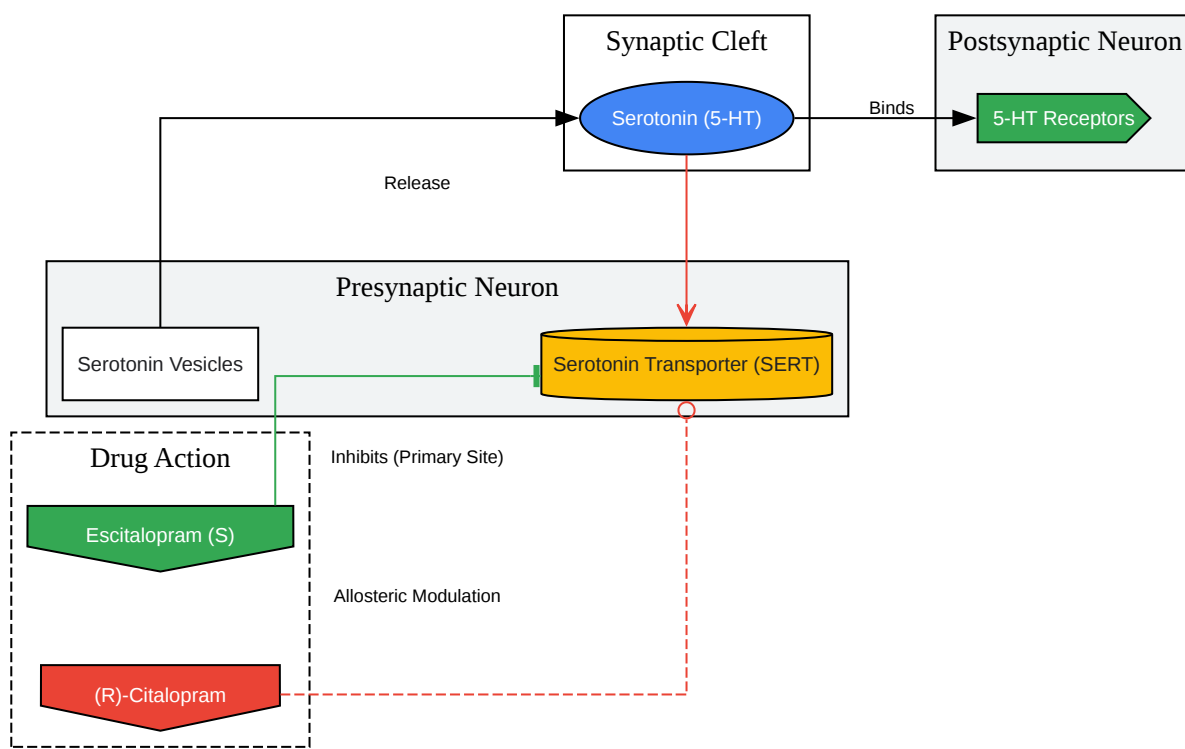 Synaptic Cleft
Postsynaptic Neuron
Serotonin (5-HT)
Binds
5-HT Receptors
Release
Presynaptic Neuron
Serotonin Vesicles
Serotonin Transporter (SERT)
Drug Action
Inhibits (Primary Site)
Escitalopram (S)
Allosteric Modulation
(R)-Citalopram